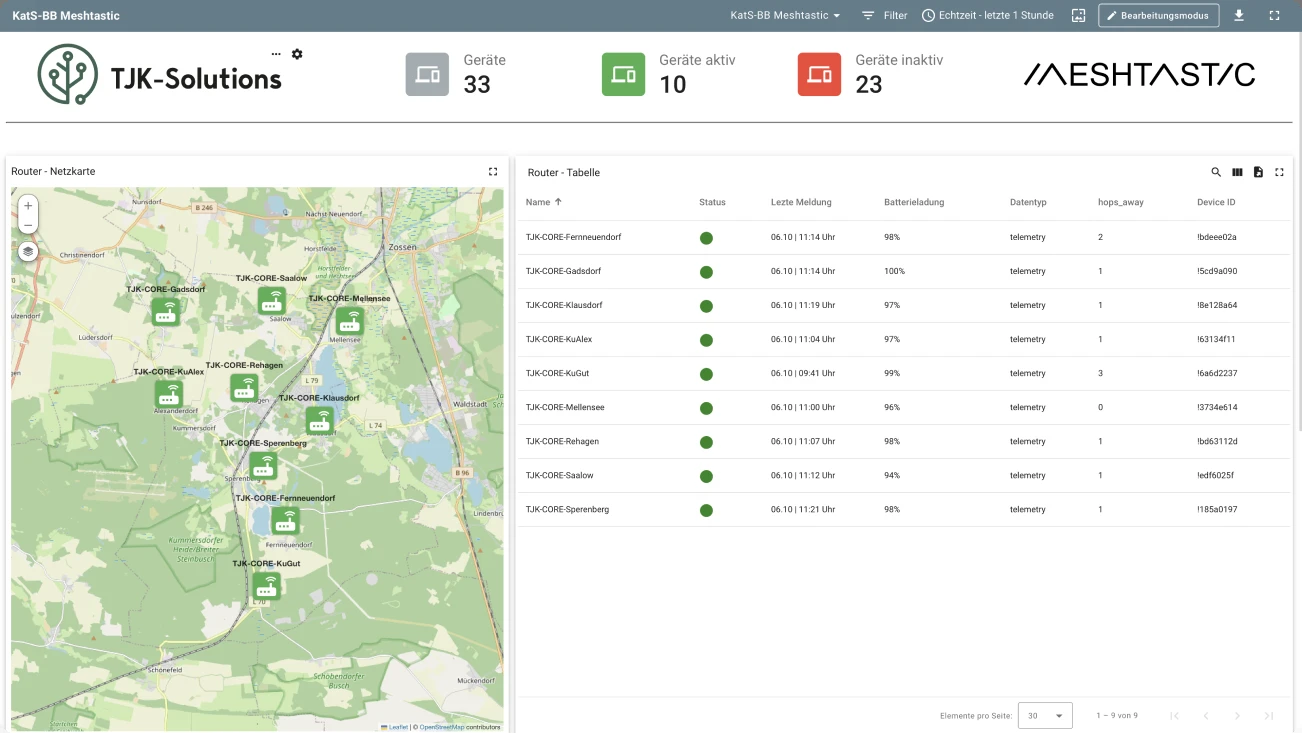 KatS-BB Meshtastic
KatS-BB Meshtastic
Filter
Echtzeit - letzte 1 Stunde
Bearbeitungsmodus
TJK-Solutions
Geräte
33
Geräte aktiv
10
Geräte inaktiv
23
MESHTASTIC
Router - Netzkarte
Nunsdorf
B 246
Nächst Neuendorf
Zossen
Horstfelde
Christinendorf
Horstfelder
und Hechtsee
TJK-CORE-Saalow
TJK-CORE-Gadsdorf
TJK-CORE-Mellensee
Saalow
Lüdersdorf
Mellensee
TJK-CORE-Rehagen
TJK-CORE-KuAlex
L 79
TJK-CORE-Klausdorf
Alexanderdorf
Waldstadt
Kummersdorf
L 74
TJK-CORE-Sperenberg
B 96
TJK-CORE-Fernneuendorf
Kummersdorfer
Heide/Breiter
Steinbusch
Fernneuendorf
TJK-CORE-KuGut
L 70
Schönefeld
Schöbendorfer
Busch
Mückendorf
Leaflet | © OpenStreetMap contributors
Router - Tabelle
Name Status Lezte Meldung Batterieladung Datentyp hops_away Device ID
TJK-CORE-Fernneuendorf 06.10 | 11:14 Uhr 98% telemetry 2 !bdeee02a
TJK-CORE-Gadsdorf 06.10 | 11:14 Uhr 100% telemetry 1 !5cd9a090
TJK-CORE-Klausdorf 06.10 | 11:19 Uhr 97% telemetry 1 !8e128a64
TJK-CORE-KuAlex 06.10 | 11:04 Uhr 97% telemetry 1 !63134f11
TJK-CORE-KuGut 06.10 | 09:41 Uhr 99% telemetry 3 !6a6d2237
TJK-CORE-Mellensee 06.10 | 11:00 Uhr 96% telemetry 0 !3734e614
TJK-CORE-Rehagen 06.10 | 11:07 Uhr 98% telemetry 1 !bd63112d
TJK-CORE-Saalow 06.10 | 11:12 Uhr 94% telemetry 1 !edf6025f
TJK-CORE-Sperenberg 06.10 | 11:21 Uhr 98% telemetry 1 !185a0197
Elemente pro Seite: 30 1 – 9 von 9